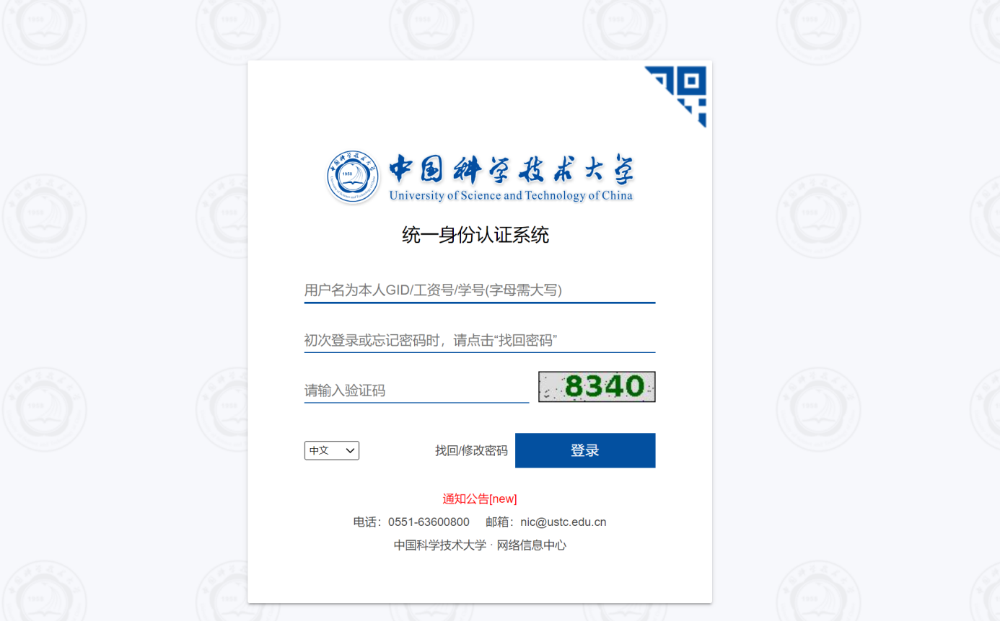 中国科学技术大学
1958
University of Science and Technology of China
统一身份认证系统
用户名为本人GID/工资号/学号(字母需大写)
初次登录或忘记密码时，请点击“找回密码”
请输入验证码
8340
中文
找回/修改密码
登录
通知公告[new]
电话：0551-63600800 邮箱：nic@ustc.edu.cn
中国科学技术大学 · 网络信息中心